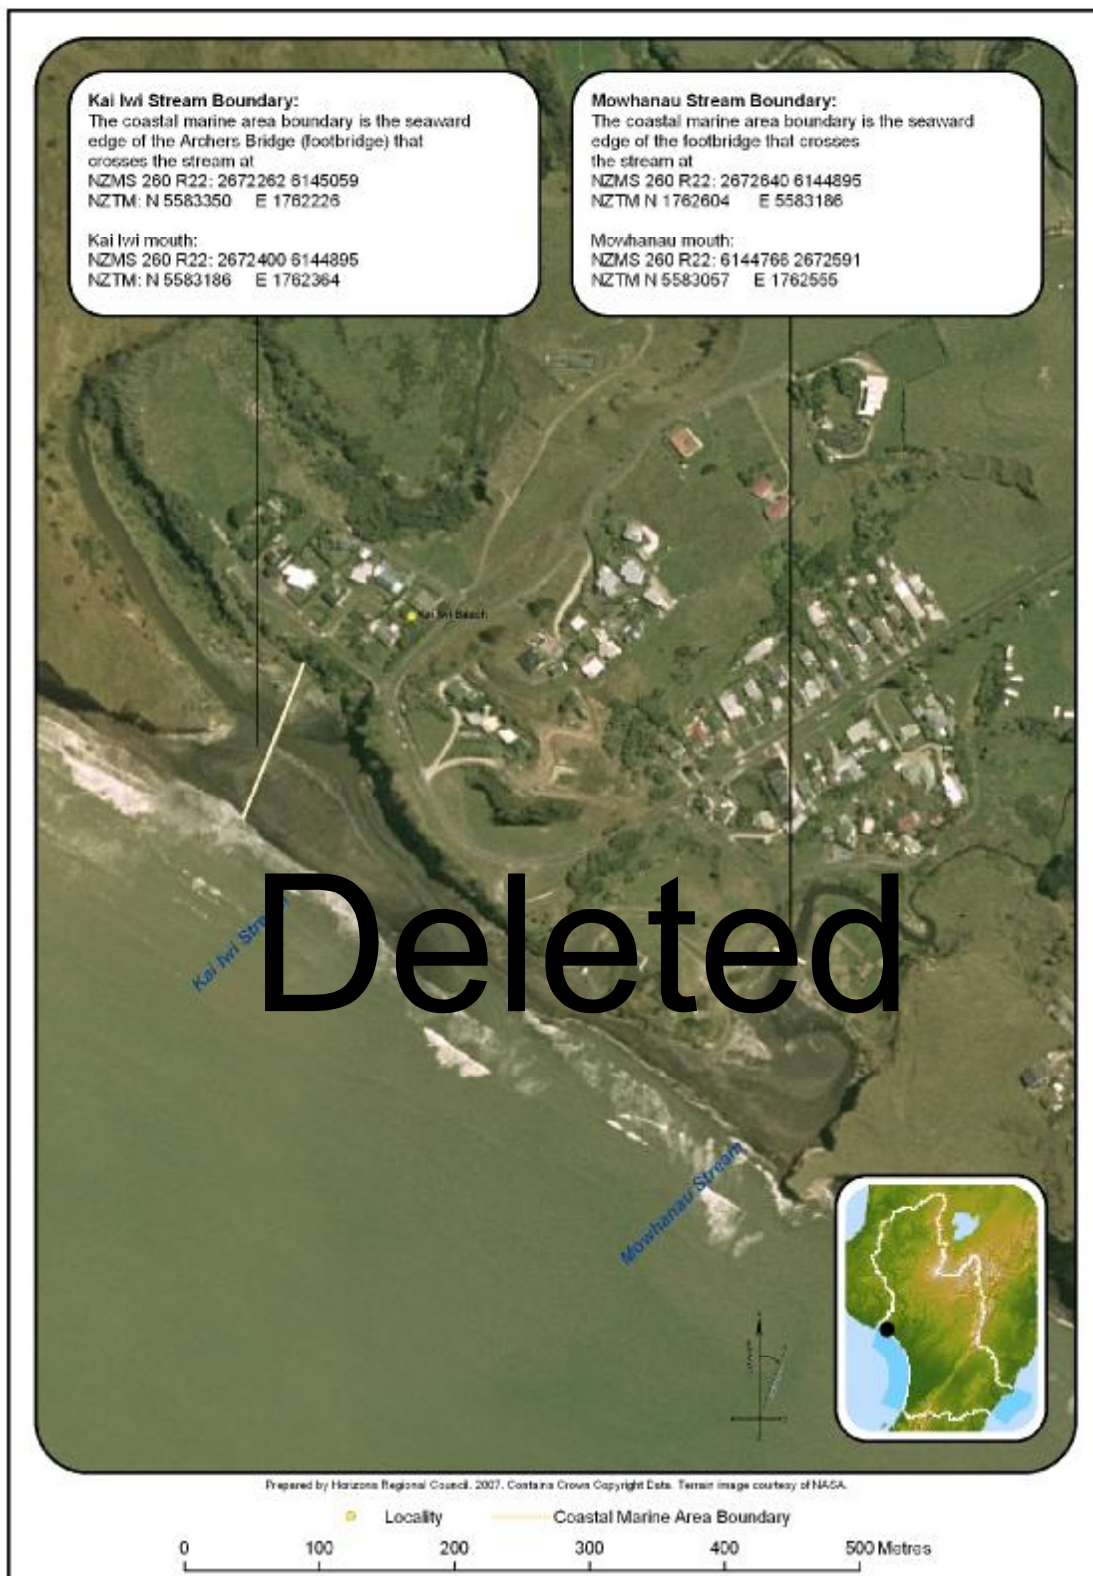 Kai Iwi Stream Boundary:
The coastal marine area boundary is the seaward
edge of the Archers Bridge (footbridge) that
crosses the stream at
NZMS 260 R22: 2672262 6145059
NZTM: N 5583350 E 1762226
Kai Iwi mouth:
NZMS 260 R22: 2672400 6144895
NZTM: N 5583186 E 1762364
Mowhanau Stream Boundary:
The coastal marine area boundary is the seaward
edge of the footbridge that crosses
the stream at
NZMS 260 R22: 2672640 6144895
NZTM N 1762604 E 5583186
Mowhanau mouth:
NZMS 260 R22: 6144766 2672591
NZTM N 5583057 E 1762555
Kai Iwi Beach
Deleted
Kai Iwi Stream
Mowhanau Stream
Prepared by Horizons Regional Council. 2007. Contains Crown Copyright Data. Terrain image courtesy of NASA.
Locality
Coastal Marine Area Boundary
0 100 200 300 400 500 Metres